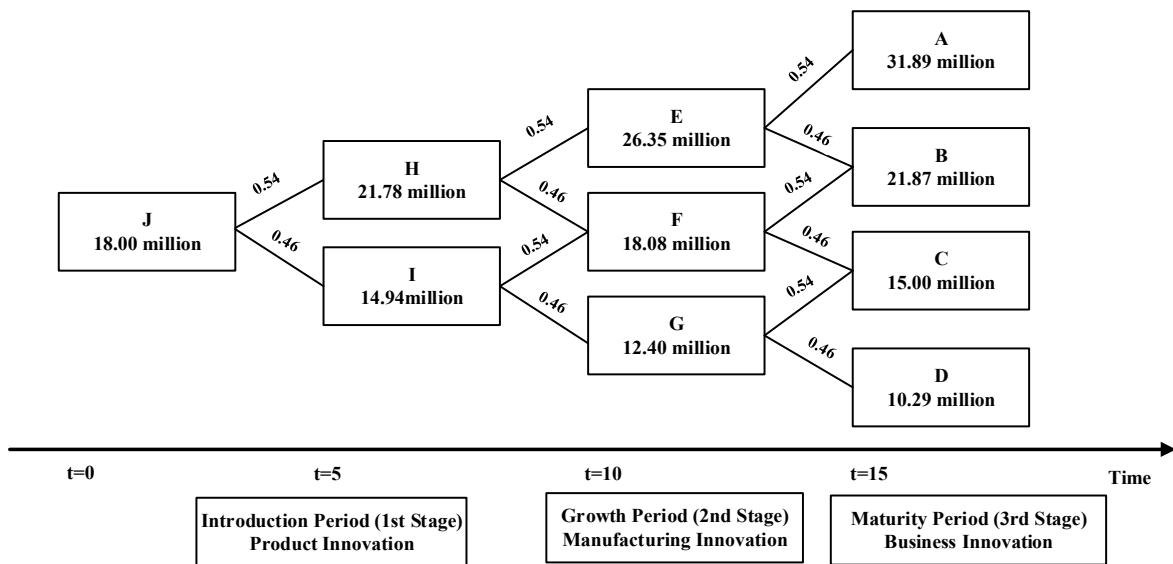 A
31.89 million
0.54
E
26.35 million
0.54
0.46
H
21.78 million
B
21.87 million
0.54
0.46
0.54
J
18.00 million
F
18.08 million
0.46
0.54
0.46
C
15.00 million
I
14.94million
0.46
0.54
G
12.40 million
0.46
D
10.29 million
t=0
t=5
t=10
t=15
Time
Introduction Period (1st Stage)
Product Innovation
Growth Period (2nd Stage)
Manufacturing Innovation
Maturity Period (3rd Stage)
Business Innovation